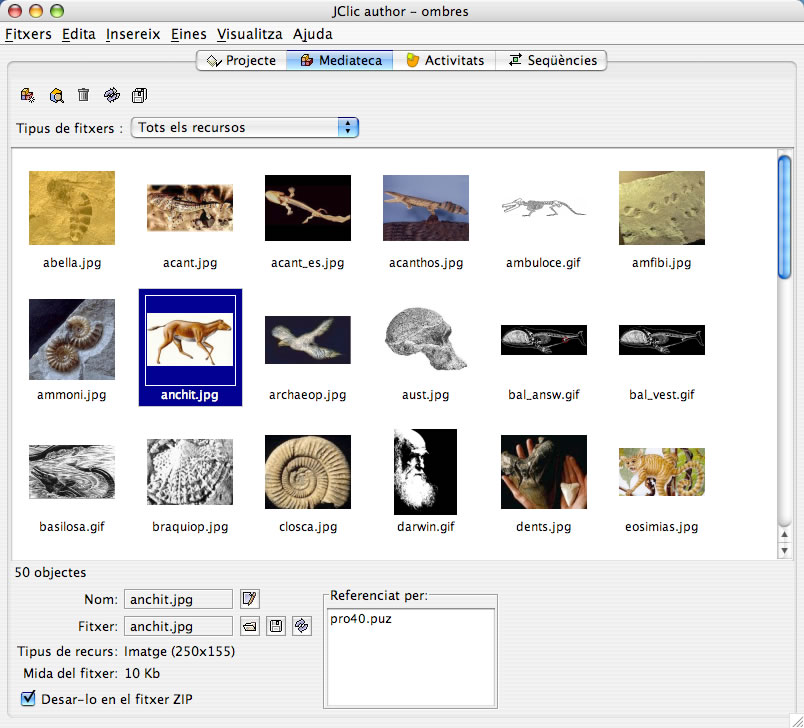 JClic author - ombres
Fitxers Edita Insereix Eines Visualitza Ajuda
Projecte Mediateca Activitats Seqüències
Tipus de fitxers : Tots els recursos
abella.jpg acant.jpg acant_es.jpg acanthos.jpg ambuloce.gif amfibi.jpg
ammoni.jpg anchit.jpg archaeop.jpg aust.jpg bal_answ.gif bal_vest.gif
basilosa.gif braquiop.jpg closca.jpg darwin.gif dents.jpg eosimias.jpg
50 objectes
Nom: anchit.jpg
Fitxer: anchit.jpg
Tipus de recurs: Imatge (250x155)
Mida del fitxer: 10 Kb
Desar-lo en el fitxer ZIP
Referenciat per:
pro40.puz